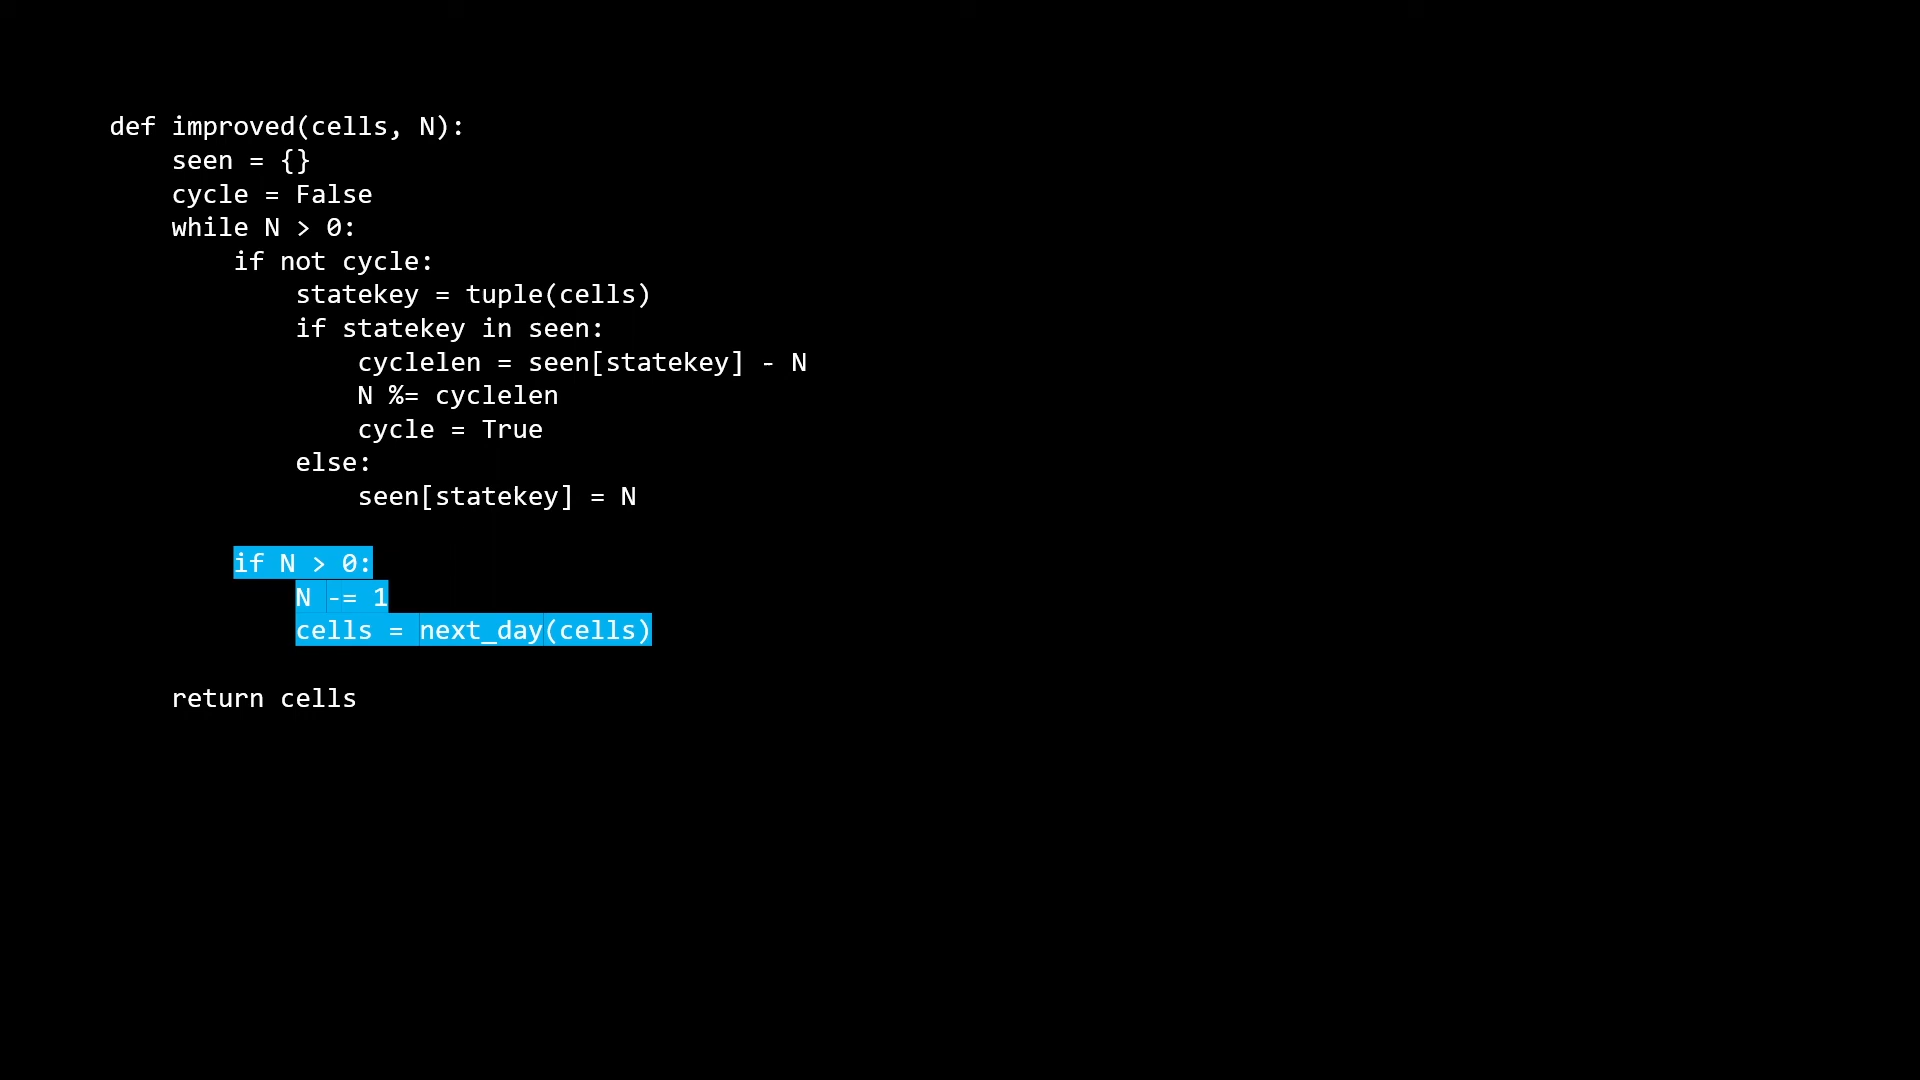 def improved(cells, N):
    seen = {}
    cycle = False
    while N > 0:
        if not cycle:
            statekey = tuple(cells)
            if statekey in seen:
                cyclelen = seen[statekey] - N
                N %= cyclelen
                cycle = True
            else:
                seen[statekey] = N

        if N > 0:
            N -= 1
            cells = next_day(cells)

    return cells